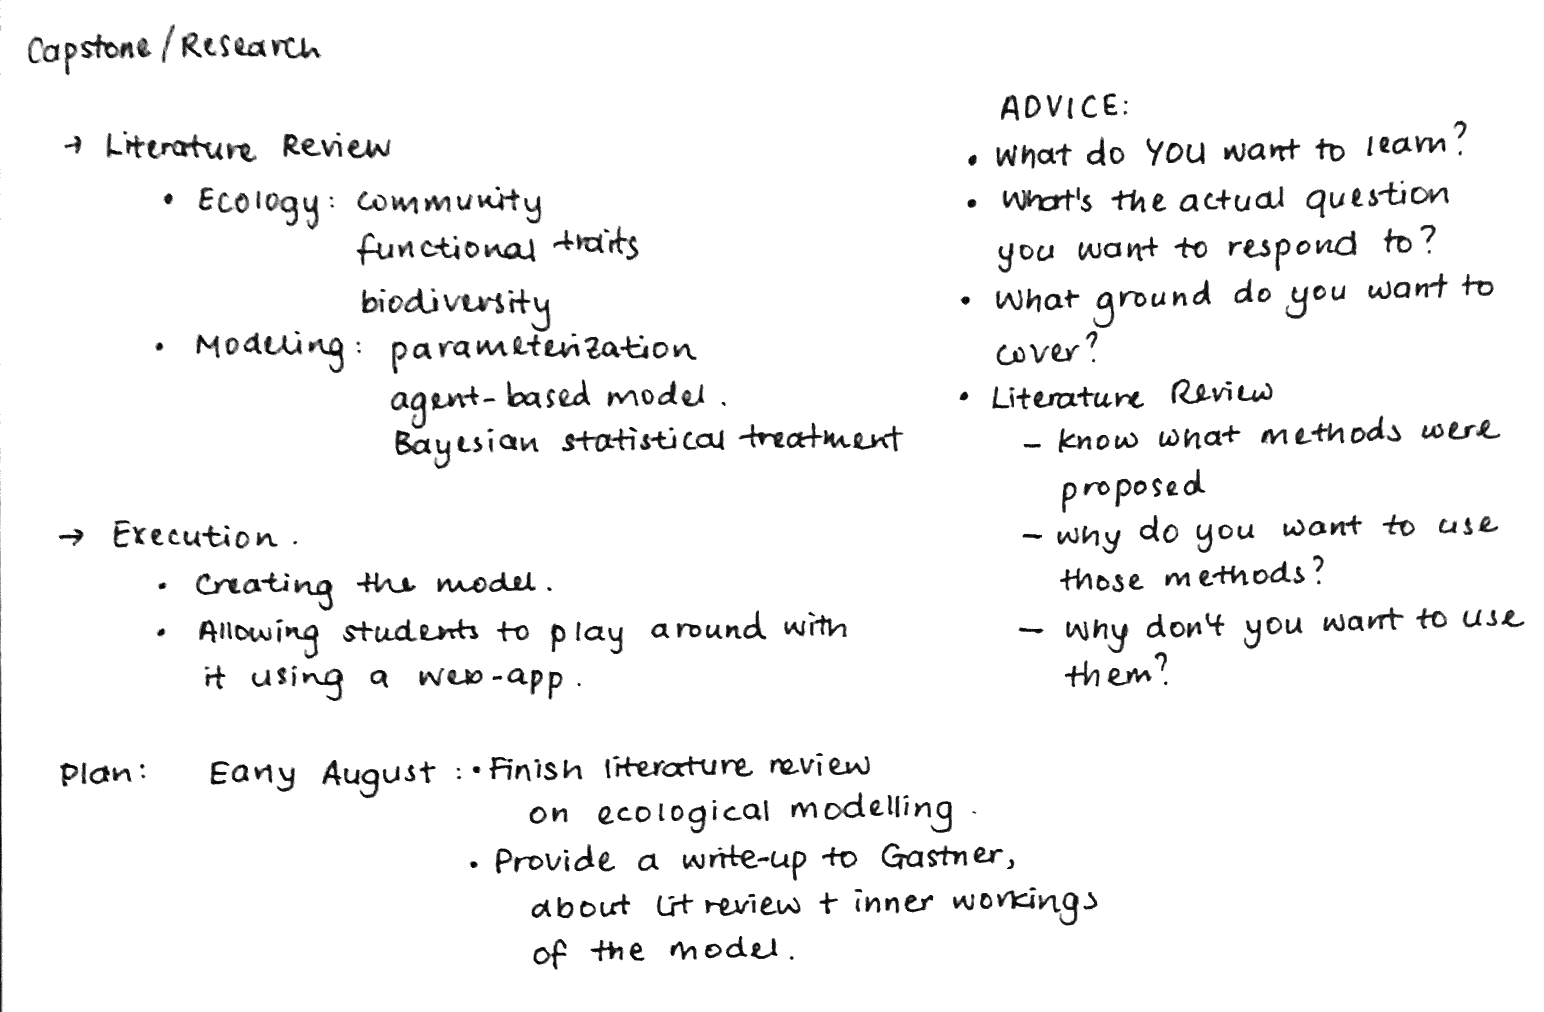 Capstone/Research
→ Literature Review
• Ecology: community
functional traits
biodiversity
• Modeling: parameterization
agent-based model.
Bayesian statistical treatment
→ Execution.
• Creating the model.
• Allowing students to play around with
it using a web-app.
ADVICE:
• What do YOU want to learn?
• What's the actual question
you want to respond to?
• What ground do you want to
cover?
• Literature Review
– know what methods were
proposed
– why do you want to use
those methods?
– why don't you want to use
them?
Plan: Early August: • Finish literature review
on ecological modelling.
• Provide a write-up to Gastner,
about lit review + inner workings
of the model.